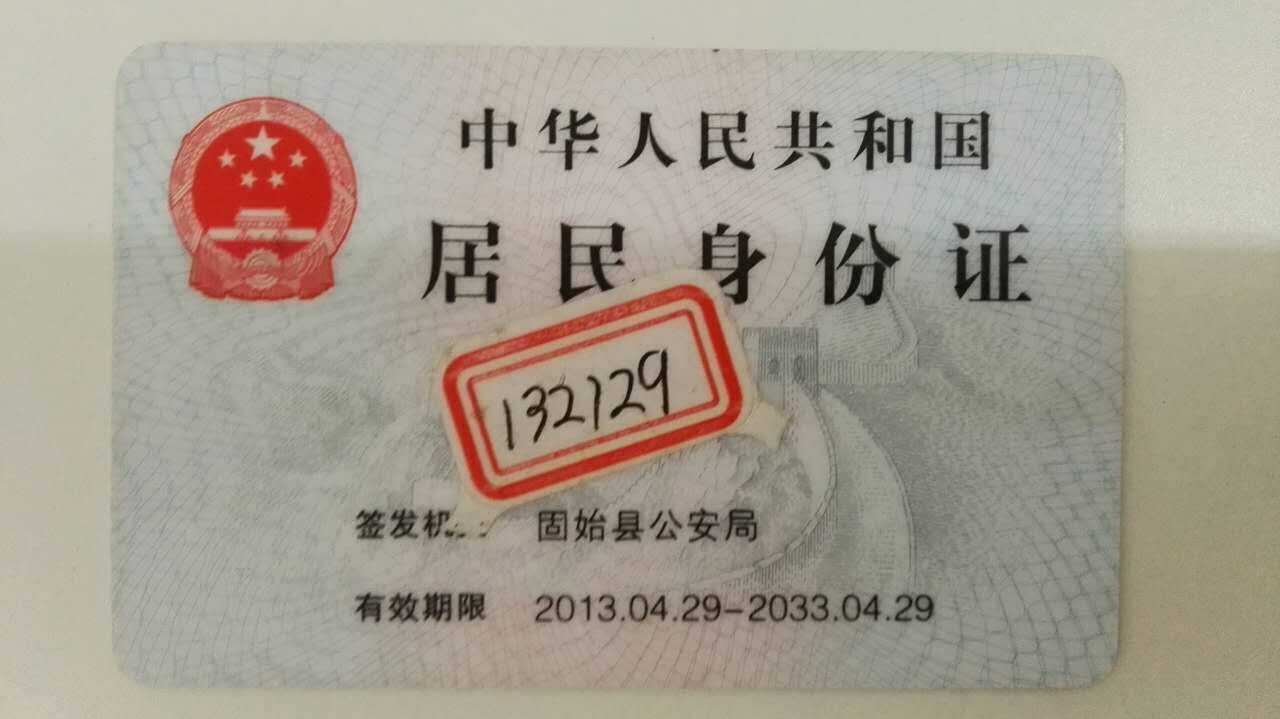 中华人民共和国
居民身份证
132129
签发机 固始县公安局
有效期限 2013.04.29-2033.04.29